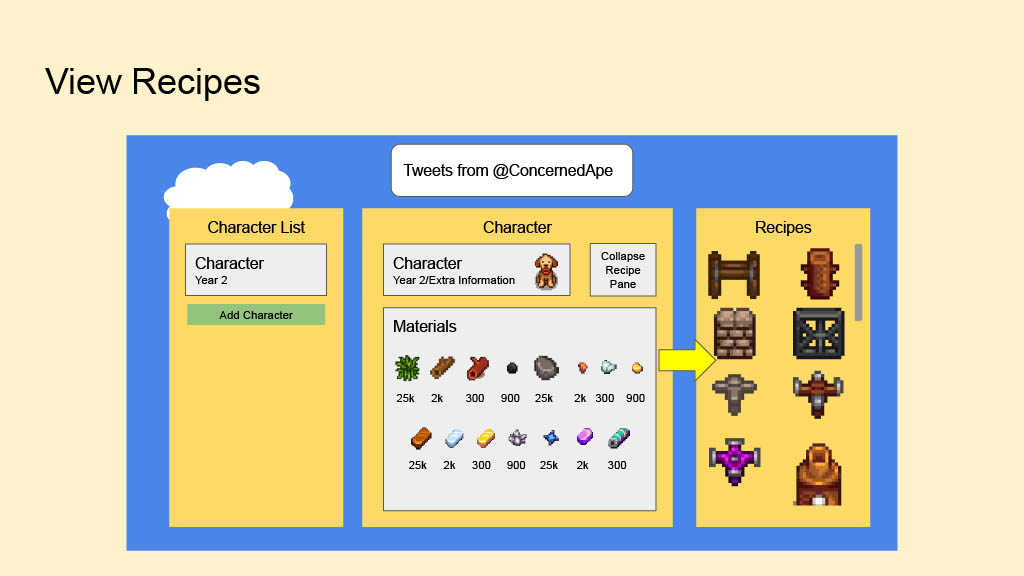 View Recipes
Tweets from @ConcernedApe
Character List
Character
Year 2
Add Character
Character
Character
Year 2/Extra Information
Collapse
Recipe
Pane
Materials
25k 2k 300 900 25k 2k 300 900
25k 2k 300 900 25k 2k 300
Recipes